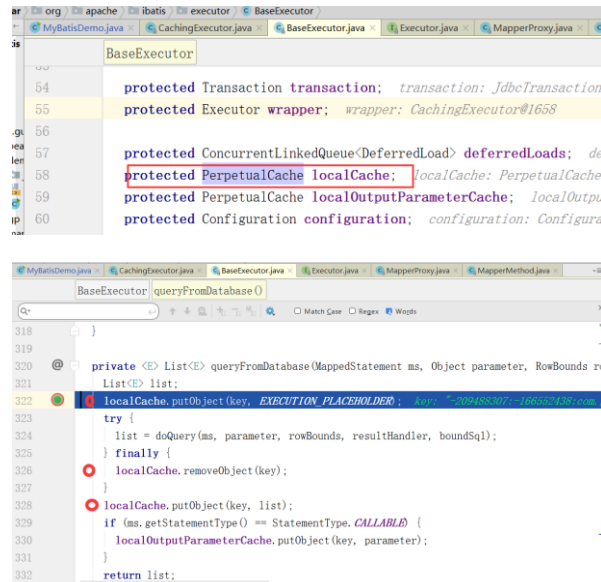 ar org apache ibatis executor BaseExecutor
MyBatisDemo.java × CachingExecutor.java × BaseExecutor.java × Executor.java × MapperProxy.java ×
BaseExecutor
54 protected Transaction transaction; transaction: JdbcTransaction
55 protected Executor wrapper; wrapper: CachingExecutor@1658
56
57 protected ConcurrentLinkedQueue<DeferredLoad> deferredLoads; de
58 protected PerpetualCache localCache; localCache: PerpetualCache
59 protected PerpetualCache localOutputParameterCache; localOutpu
60 protected Configuration configuration; configuration: Configura
MyBatisDemo.java × CachingExecutor.java × BaseExecutor.java × Executor.java × MapperProxy.java × MapperMethod.java ×
BaseExecutor queryFromDatabase()
Match Case Regex Words
318 }
319
320 @ private <E> List<E> queryFromDatabase(MappedStatement ms, Object parameter, RowBounds ro
321 List<E> list;
322 localCache.putObject(key, EXECUTION_PLACEHOLDER); key: "-209488307:-166552438:com.
323 try {
324 list = doQuery(ms, parameter, rowBounds, resultHandler, boundSql);
325 } finally {
326 localCache.removeObject(key);
327 }
328 localCache.putObject(key, list);
329 if (ms.getStatementType() == StatementType.CALLABLE) {
330 localOutputParameterCache.putObject(key, parameter);
331 }
332 return list;